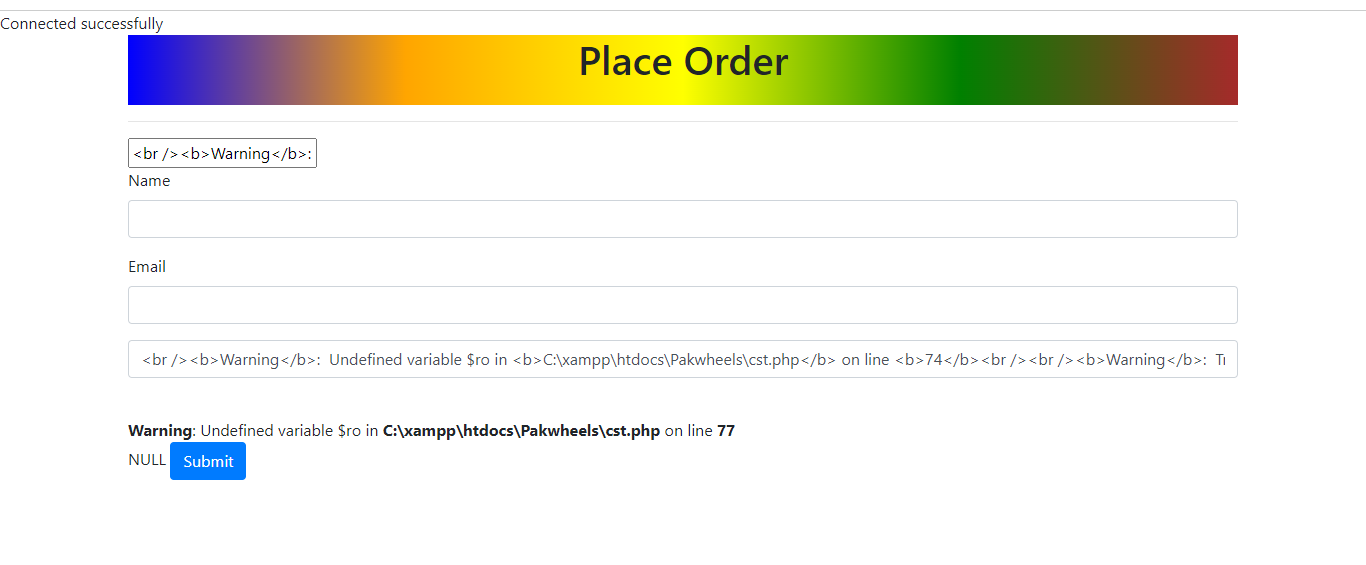 Connected successfully
Place Order
<br /><b>Warning</b>:
Name
Email
<br /><b>Warning</b>:  Undefined variable $ro in <b>C:\xampp\htdocs\Pakwheels\cst.php</b> on line <b>74</b><br /><br /><b>Warning</b>:
Warning: Undefined variable $ro in C:\xampp\htdocs\Pakwheels\cst.php on line 77
NULL Submit